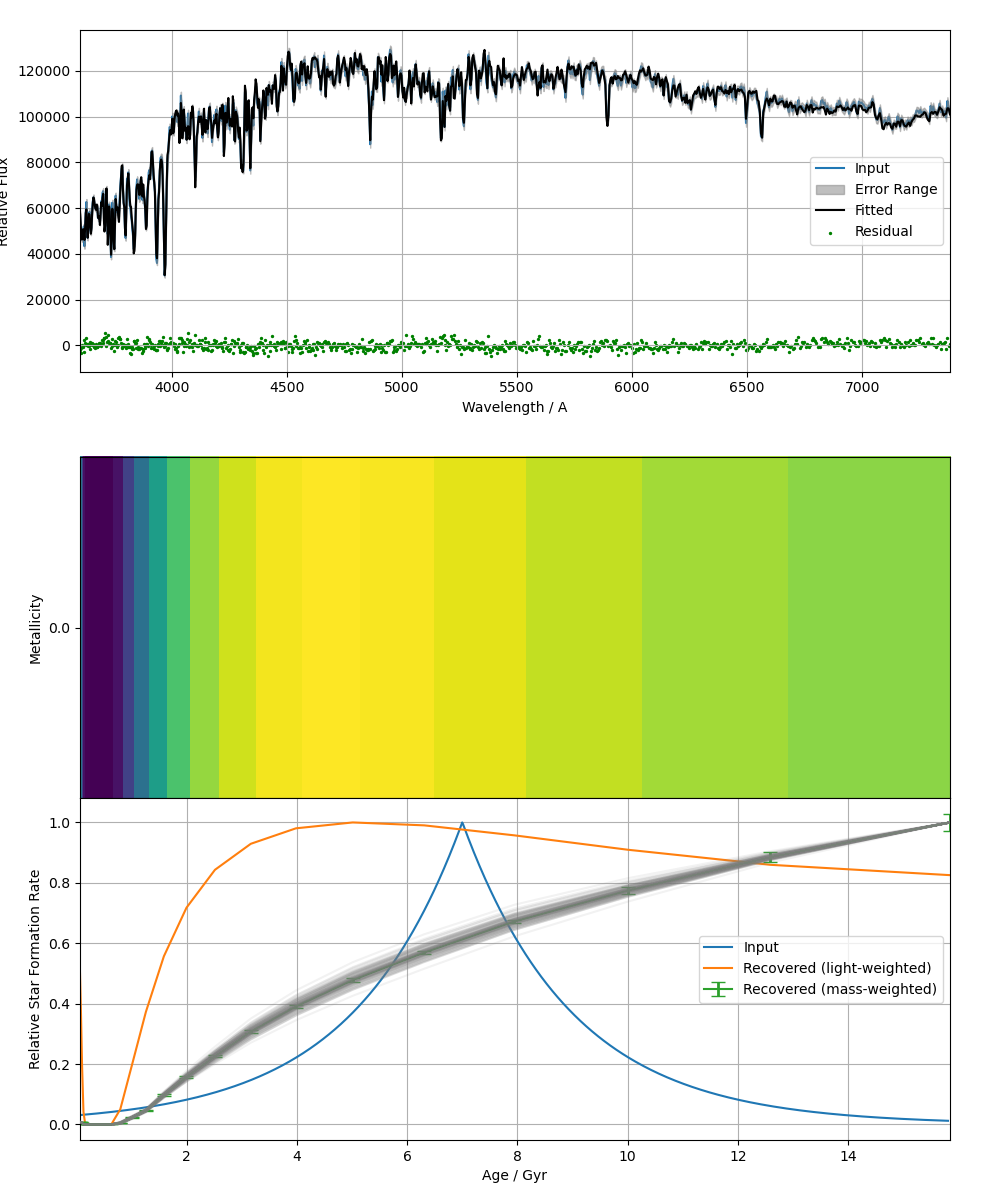 120000
100000
80000
60000
40000
20000
0
Relative Flux
Input
Error Range
Fitted
Residual
4000 4500 5000 5500 6000 6500 7000
Wavelength / A
Metallicity
0.0
1.0
0.8
0.6
0.4
0.2
0.0
Relative Star Formation Rate
Input
Recovered (light-weighted)
Recovered (mass-weighted)
2 4 6 8 10 12 14
Age / Gyr